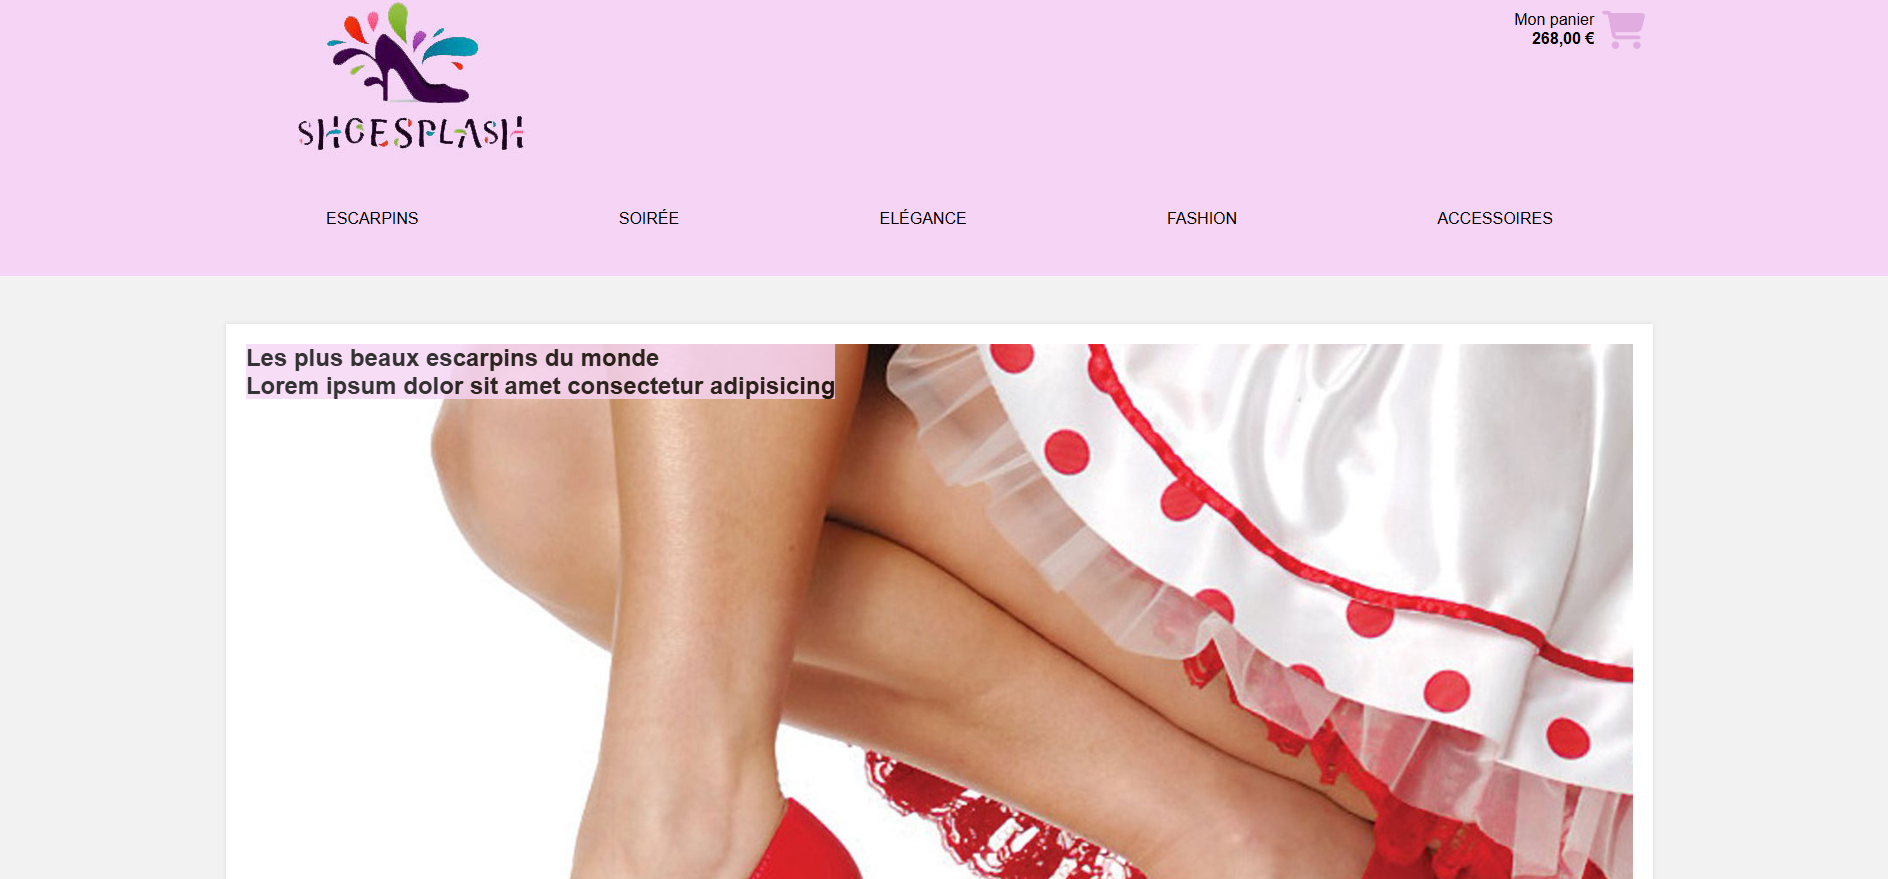 SHOESPLASH
Mon panier
268,00 €
ESCARPINS
SOIRÉE
ELÉGANCE
FASHION
ACCESSOIRES
Les plus beaux escarpins du monde
Lorem ipsum dolor sit amet consectetur adipisicing